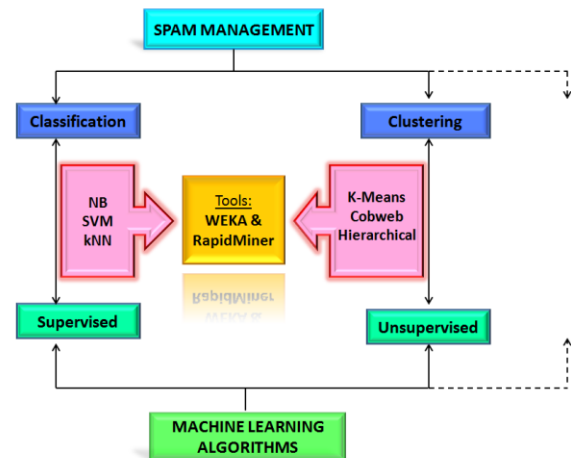 SPAM MANAGEMENT
Classification
Clustering
NB
SVM
kNN
Tools:
WEKA &
RapidMiner
K-Means
Cobweb
Hierarchical
Supervised
Unsupervised
MACHINE LEARNING
ALGORITHMS